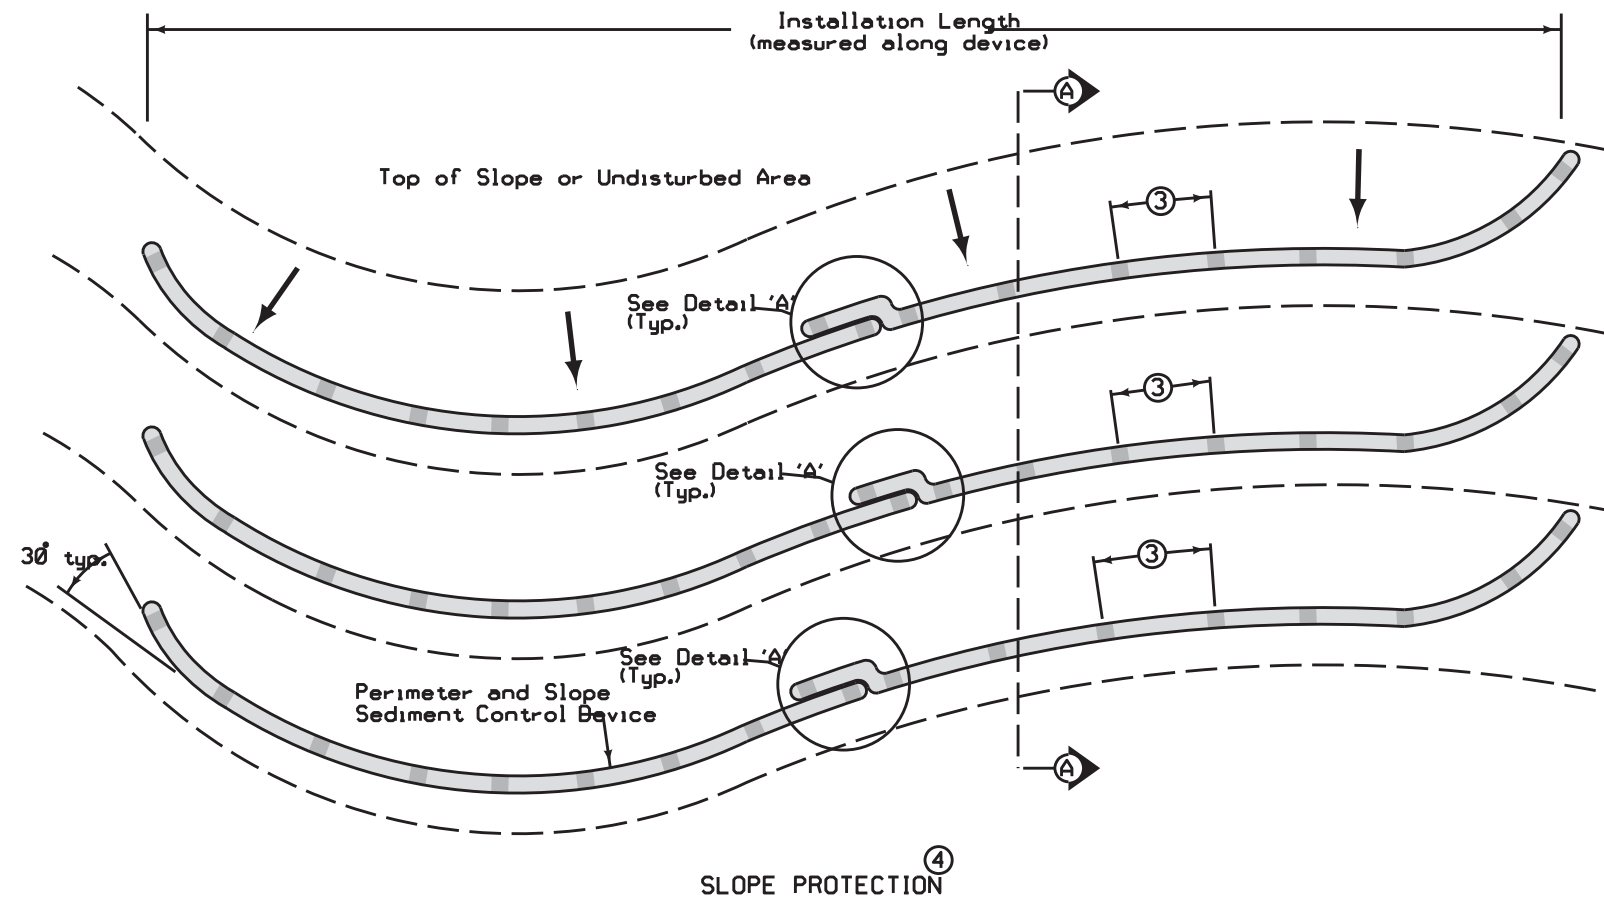 Installation Length
(measured along device)
A
Top of Slope or Undisturbed Area
3
See Detail 'A'
(Typ.)
3
See Detail 'A'
(Typ.)
30° typ.
3
See Detail 'A'
(Typ.)
Perimeter and Slope
Sediment Control Device
A
4
SLOPE PROTECTION